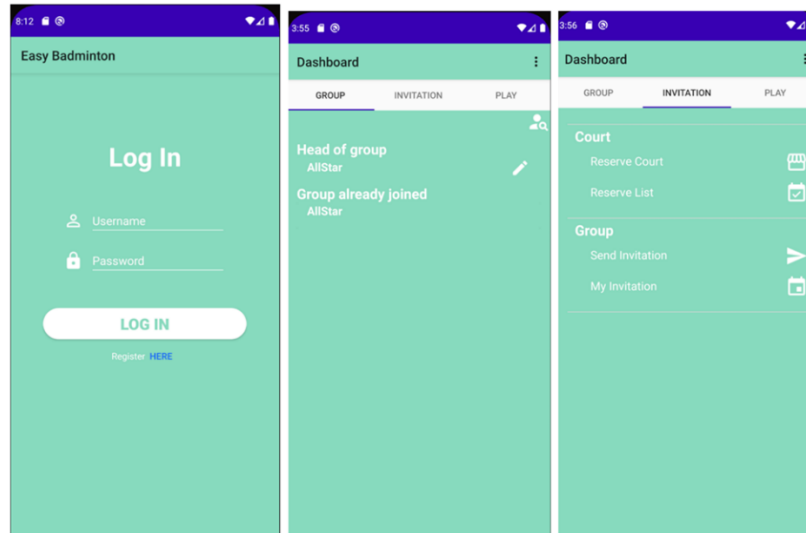 8:12
Easy Badminton
Log In
Username
Password
LOG IN
Register HERE
3:55
Dashboard
GROUP INVITATION PLAY
Head of group
AllStar
Group already joined
AllStar
3:56
Dashboard
GROUP INVITATION PLAY
Court
Reserve Court
Reserve List
Group
Send Invitation
My Invitation